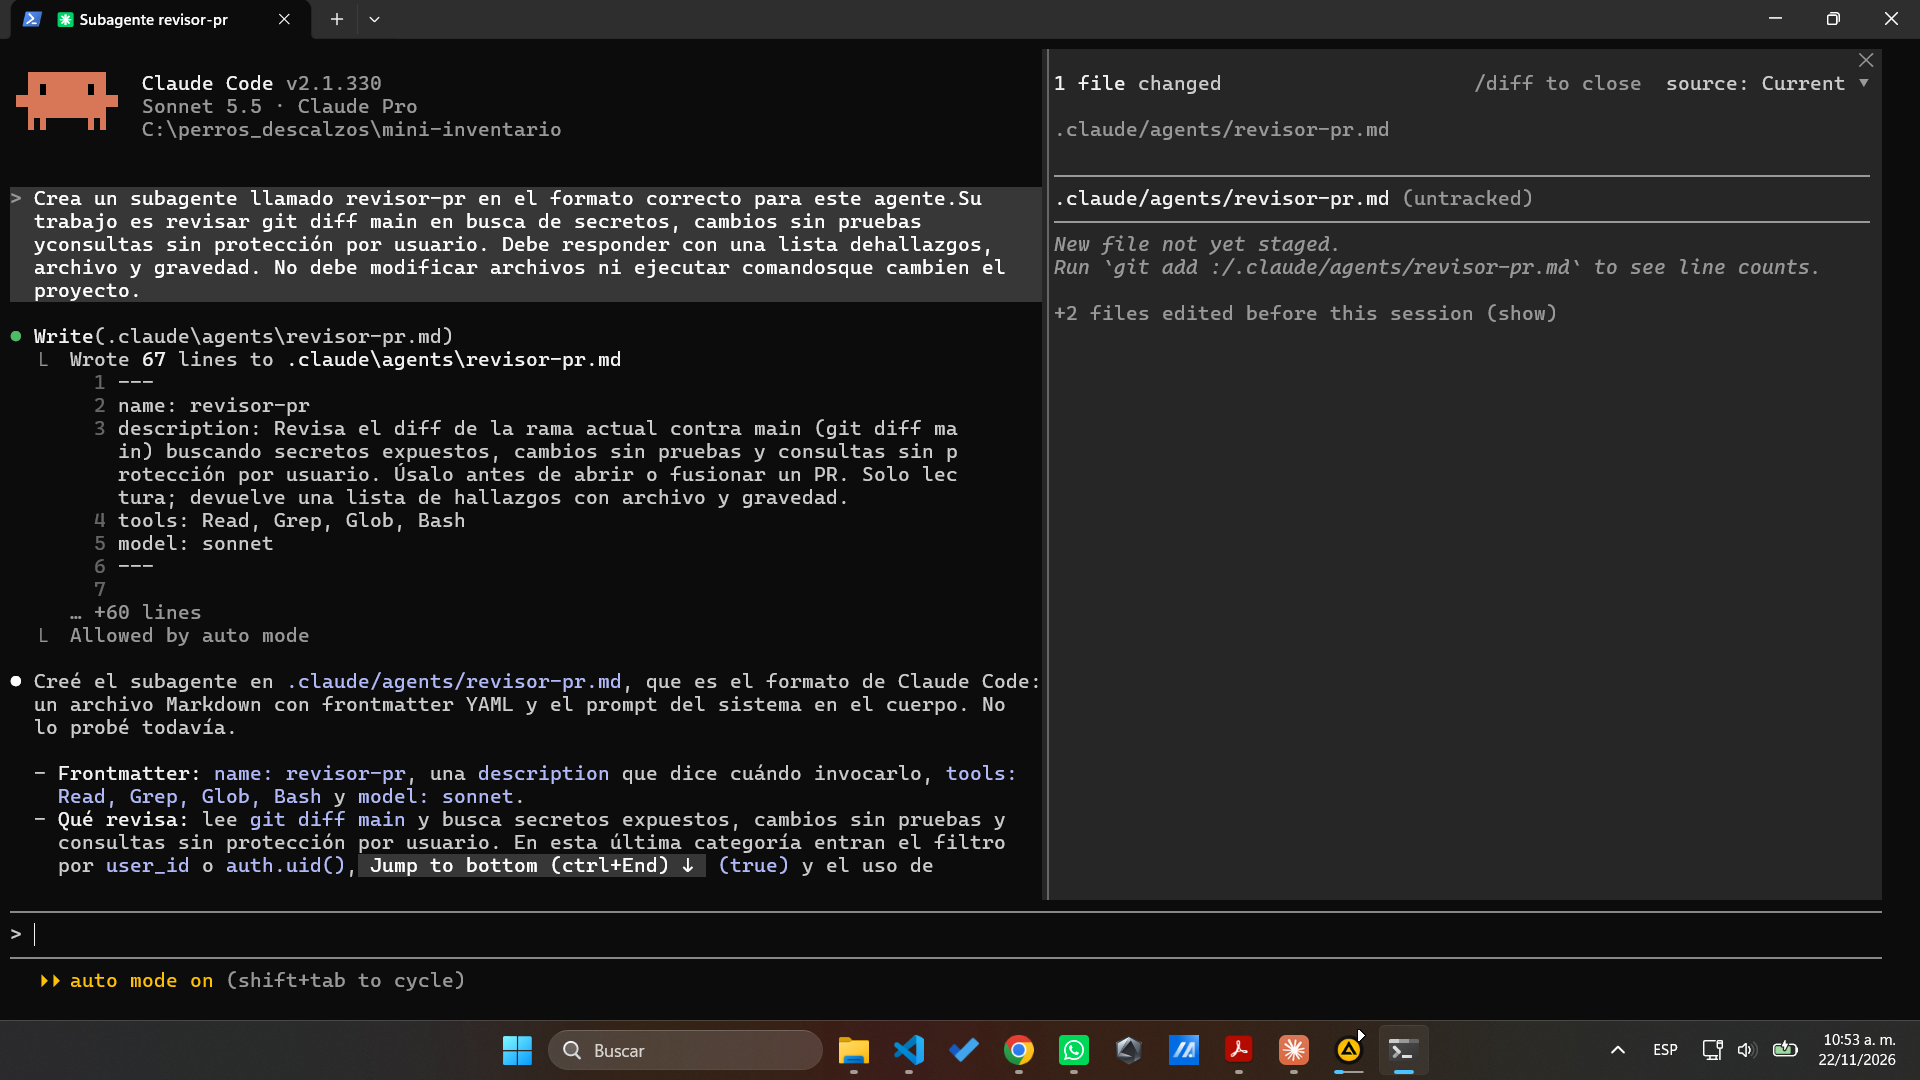 Subagente revisor-pr
Claude Code v2.1.330
Sonnet 5.5 · Claude Pro
C:\perros_descalzos\mini-inventario
> Crea un subagente llamado revisor-pr en el formato correcto para este agente.Su
trabajo es revisar git diff main en busca de secretos, cambios sin pruebas
yconsultas sin protección por usuario. Debe responder con una lista dehallazgos,
archivo y gravedad. No debe modificar archivos ni ejecutar comandosque cambien el
proyecto.
● Write(.claude\agents\revisor-pr.md)
└ Wrote 67 lines to .claude\agents\revisor-pr.md
1 ---
2 name: revisor-pr
3 description: Revisa el diff de la rama actual contra main (git diff ma
in) buscando secretos expuestos, cambios sin pruebas y consultas sin p
rotección por usuario. Úsalo antes de abrir o fusionar un PR. Solo lec
tura; devuelve una lista de hallazgos con archivo y gravedad.
4 tools: Read, Grep, Glob, Bash
5 model: sonnet
6 ---
7
… +60 lines
└ Allowed by auto mode
● Creé el subagente en .claude/agents/revisor-pr.md, que es el formato de Claude Code:
un archivo Markdown con frontmatter YAML y el prompt del sistema en el cuerpo. No
lo probé todavía.
- Frontmatter: name: revisor-pr, una description que dice cuándo invocarlo, tools:
Read, Grep, Glob, Bash y model: sonnet.
- Qué revisa: lee git diff main y busca secretos expuestos, cambios sin pruebas y
consultas sin protección por usuario. En esta última categoría entran el filtro
por user_id o auth.uid(), Jump to bottom (ctrl+End) ↓ (true) y el uso de
>
auto mode on (shift+tab to cycle)
1 file changed /diff to close source: Current ▼
.claude/agents/revisor-pr.md
.claude/agents/revisor-pr.md (untracked)
New file not yet staged.
Run `git add :/.claude/agents/revisor-pr.md` to see line counts.
+2 files edited before this session (show)
Buscar
ESP
10:53 a. m.
22/11/2026